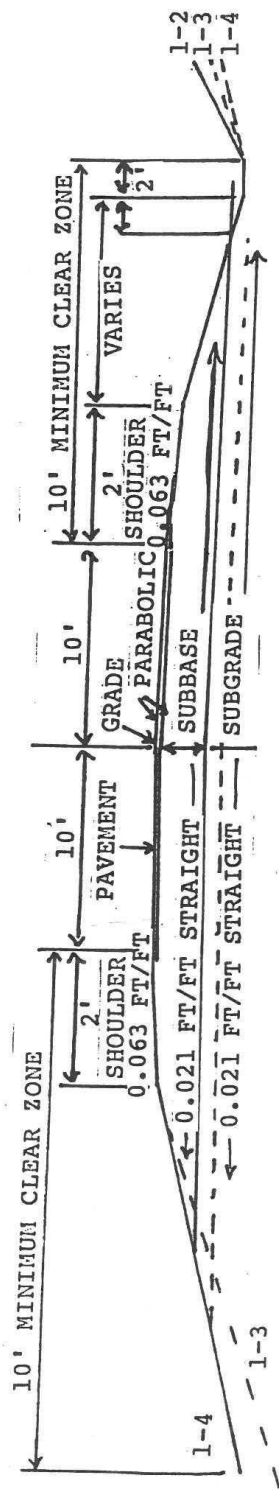 10' MINIMUM CLEAR ZONE
10' MINIMUM CLEAR ZONE
2'
SHOULDER
0.063 FT/FT
10'
PAVEMENT
10'
GRADE
PARABOLIC
2'
SHOULDER
0.063 FT/FT
VARIES
2'
1-2
1-3
1-4
SUBBASE
SUBGRADE
0.021 FT/FT STRAIGHT
0.021 FT/FT STRAIGHT
1-4
1-3